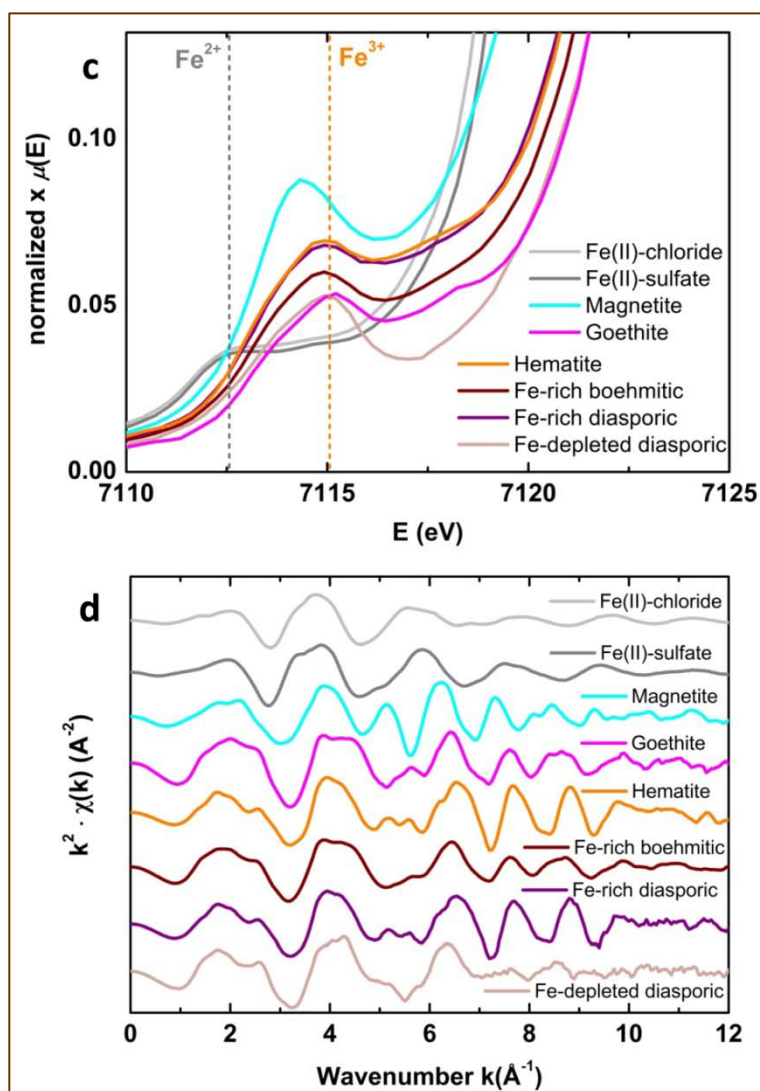 c
Fe²⁺
Fe³⁺
normalized x μ(E)
0.10
0.05
0.00
Fe(II)-chloride
Fe(II)-sulfate
Magnetite
Goethite
Hematite
Fe-rich boehmitic
Fe-rich diasporic
Fe-depleted diasporic
7110 7115 7120 7125
E (eV)
d
k² · χ(k) (A⁻²)
Fe(II)-chloride
Fe(II)-sulfate
Magnetite
Goethite
Hematite
Fe-rich boehmitic
Fe-rich diasporic
Fe-depleted diasporic
0 2 4 6 8 10 12
Wavenumber k(Å⁻¹)